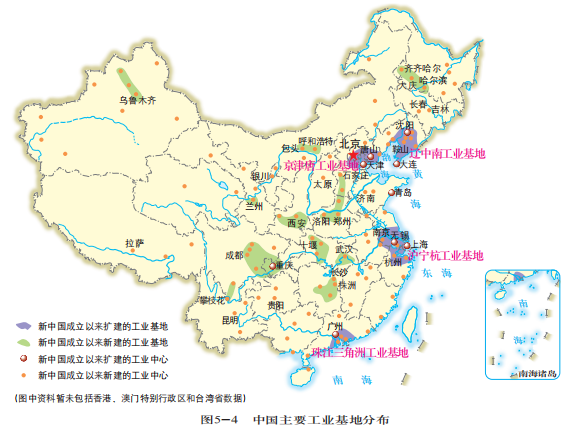 齐齐哈尔
哈尔滨
大庆
乌鲁木齐
长春
吉林
沈阳
呼和浩特
北京
包头
唐山
鞍山
辽中南工业基地
京津唐工业基地
天津
大连
渤
海
黄
海
石家庄
银川
太原
济南
青岛
兰州
西安
洛阳
郑州
南京
无锡
上海
沪宁杭工业基地
拉萨
成都
十堰
武汉
杭州
重庆
东海
长沙
株洲
攀枝花
贵阳
昆明
广州
珠江三角洲工业基地
南海
南
海
南海诸岛
新中国成立以来扩建的工业基地
新中国成立以来新建的工业基地
新中国成立以来扩建的工业中心
新中国成立以来新建的工业中心
(图中资料暂未包括香港、澳门特别行政区和台湾省数据)
图5-4 中国主要工业基地分布